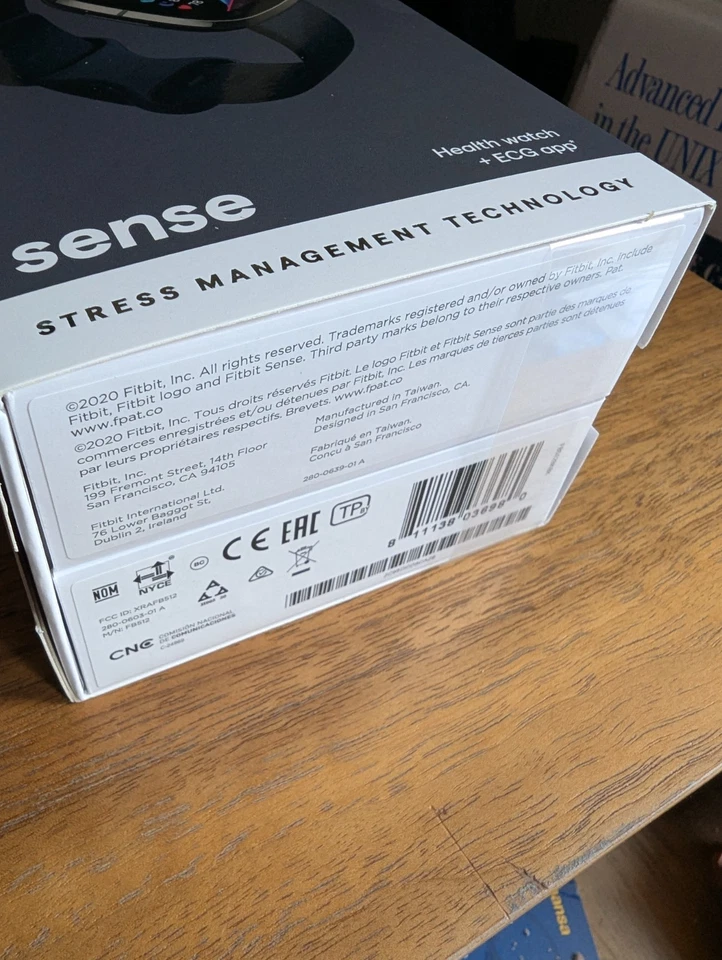 Advanced
in the UNIX
Health watch
+ ECG app*
sense
STRESS MANAGEMENT TECHNOLOGY
©2020 Fitbit, Inc. All rights reserved. Trademarks registered and/or owned by Fitbit, Inc. include
Fitbit, Fitbit logo and Fitbit Sense. Third party marks belong to their respective owners. Pat.
www.fpat.co
©2020 Fitbit, Inc. Tous droits réservés Fitbit. Le logo Fitbit et Fitbit Sense sont partie des marques de
commerces enregistrées et/ou détenues par Fitbit, Inc. Les marques de tierces parties sont détenues
par leurs propriétaires respectifs. Brevets. www.fpat.co
Fitbit, Inc.
199 Fremont Street, 14th Floor
San Francisco, CA 94105
Fitbit International Ltd.
76 Lower Baggot St,
Dublin 2, Ireland
Manufactured in Taiwan.
Designed in San Francisco, CA.
Fabriqué en Taiwan.
Conçu à San Francisco
280-0639-01 A
NOM
NYCE
BC
CE
EAC
TP
8 11138 03698 0
FCC ID: XRAFB512
280-0603-01 A
M/N: FB512
CNC
COMISIÓN NACIONAL
DE COMUNICACIONES
ansa